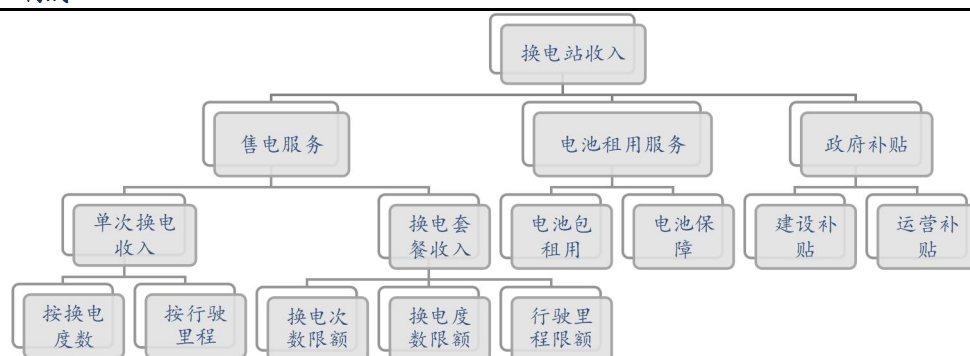 换电站收入
售电服务
电池租用服务
政府补贴
单次换电
收入
换电套
餐收入
电池包
租用
电池保
障
建设补
贴
运营补
贴
按换电
度数
按行驶
里程
换电次
数限额
换电度
数限额
行驶里
程限额